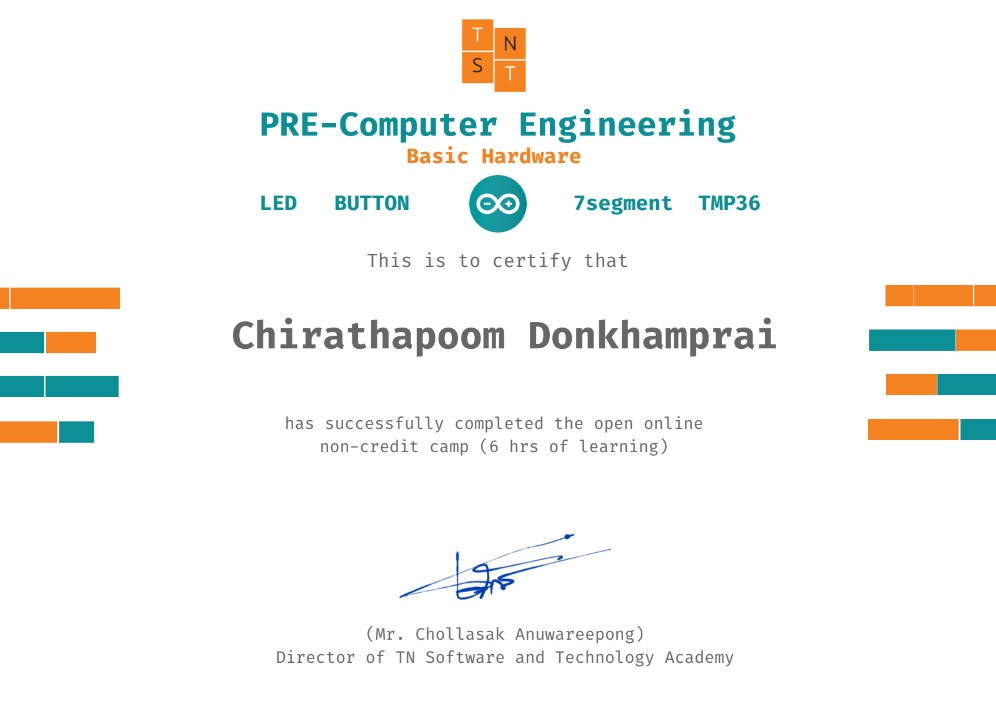 T N
S T
PRE-Computer Engineering
Basic Hardware
LED BUTTON 7segment TMP36
This is to certify that
Chirathapoom Donkhamprai
has successfully completed the open online
non-credit camp (6 hrs of learning)
(Mr. Chollasak Anuwareepong)
Director of TN Software and Technology Academy